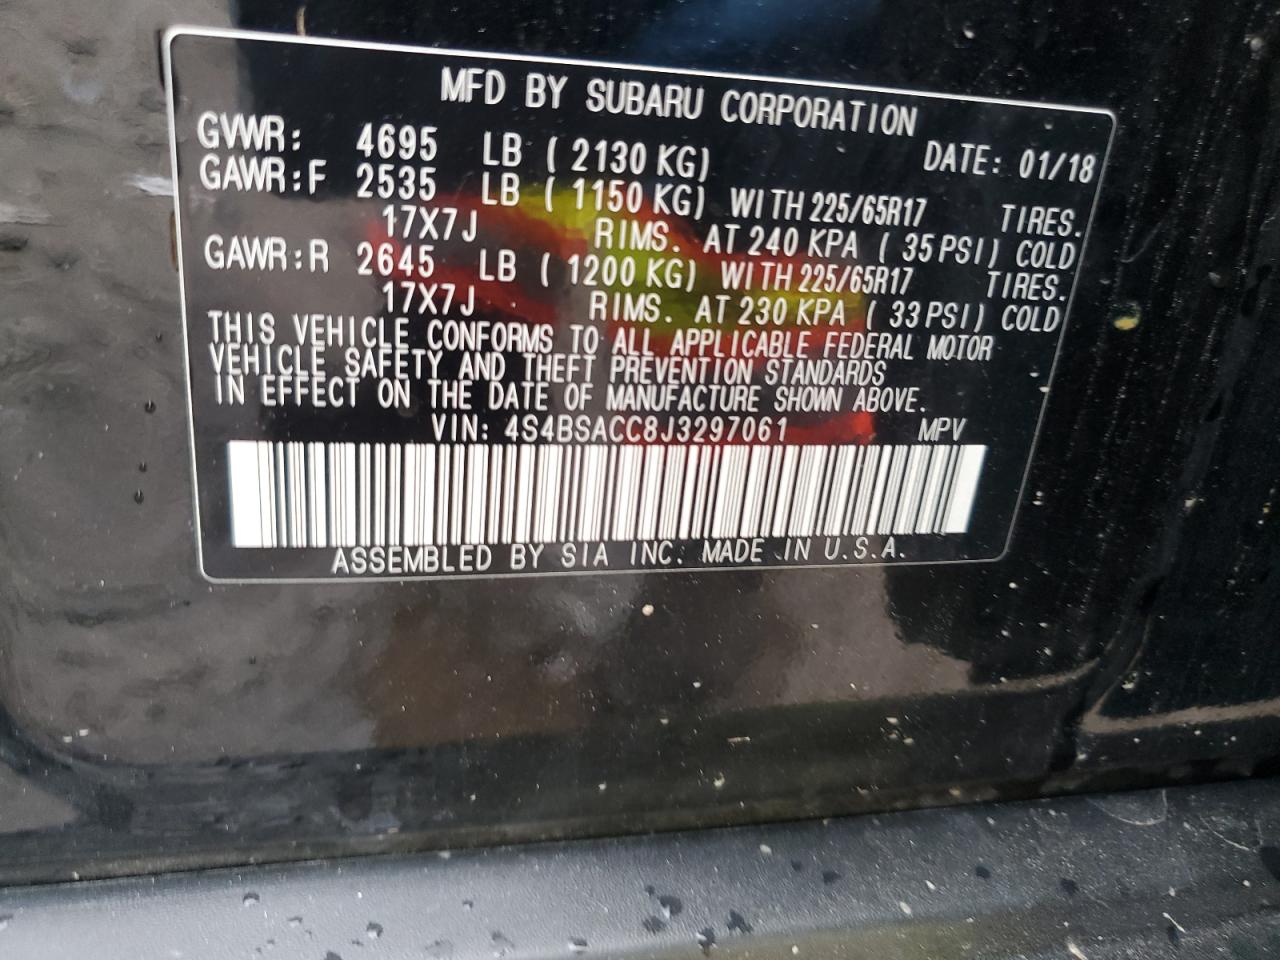 MFD BY SUBARU CORPORATION
GVWR: 4695 LB ( 2130 KG) DATE: 01/18
GAWR:F 2535 LB ( 1150 KG) WITH 225/65R17 TIRES.
17X7J RIMS. AT 240 KPA ( 35 PSI) COLD
GAWR:R 2645 LB ( 1200 KG) WITH 225/65R17 TIRES.
17X7J RIMS. AT 230 KPA ( 33 PSI) COLD
THIS VEHICLE CONFORMS TO ALL APPLICABLE FEDERAL MOTOR
VEHICLE SAFETY AND THEFT PREVENTION STANDARDS
IN EFFECT ON THE DATE OF MANUFACTURE SHOWN ABOVE.
VIN: 4S4BSACC8J3297061 MPV
ASSEMBLED BY SIA INC. MADE IN U.S.A.